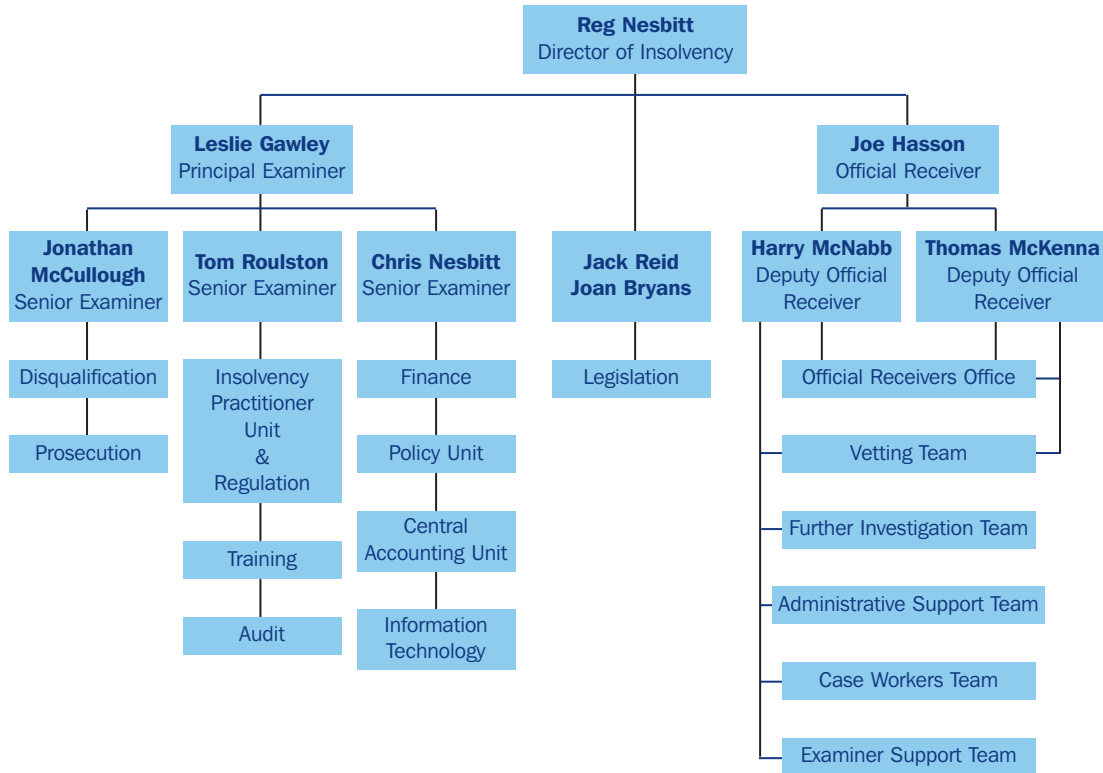 Reg Nesbitt
Director of Insolvency
Leslie Gawley
Principal Examiner
Joe Hasson
Official Receiver
Jonathan
McCullough
Senior Examiner
Tom Roulston
Senior Examiner
Chris Nesbitt
Senior Examiner
Jack Reid
Joan Bryans
Harry McNabb
Deputy Official
Receiver
Thomas McKenna
Deputy Official
Receiver
Disqualification
Prosecution
Insolvency
Practitioner
Unit
&
Regulation
Training
Audit
Finance
Policy Unit
Central
Accounting Unit
Information
Technology
Legislation
Official Receivers Office
Vetting Team
Further Investigation Team
Administrative Support Team
Case Workers Team
Examiner Support Team